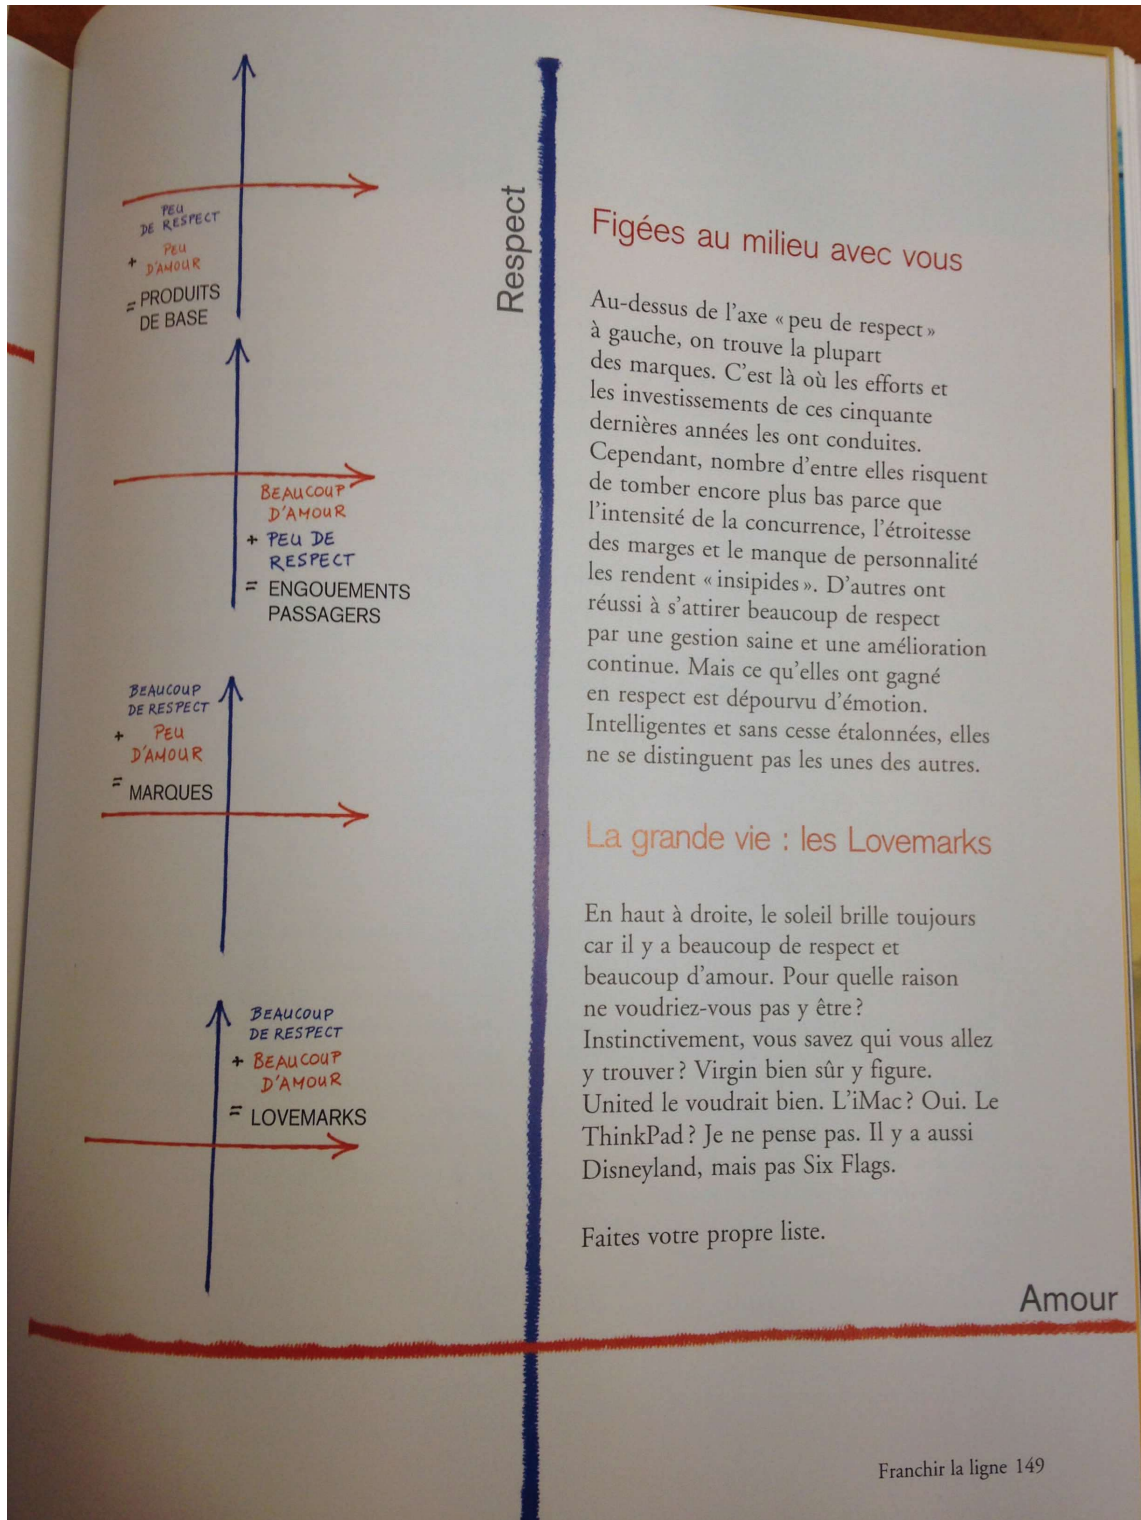 PEU
DE RESPECT
+ PEU
D'AMOUR
= PRODUITS
DE BASE
BEAUCOUP
D'AMOUR
+ PEU DE
RESPECT
= ENGOUEMENTS
PASSAGERS
BEAUCOUP
DE RESPECT
+ PEU
D'AMOUR
= MARQUES
BEAUCOUP
DE RESPECT
+ BEAUCOUP
D'AMOUR
= LOVEMARKS
Respect
Figées au milieu avec vous
Au-dessus de l'axe « peu de respect »
à gauche, on trouve la plupart
des marques. C'est là où les efforts et
les investissements de ces cinquante
dernières années les ont conduites.
Cependant, nombre d'entre elles risquent
de tomber encore plus bas parce que
l'intensité de la concurrence, l'étroitesse
des marges et le manque de personnalité
les rendent « insipides ». D'autres ont
réussi à s'attirer beaucoup de respect
par une gestion saine et une amélioration
continue. Mais ce qu'elles ont gagné
en respect est dépourvu d'émotion.
Intelligentes et sans cesse étalonnées, elles
ne se distinguent pas les unes des autres.
La grande vie : les Lovemarks
En haut à droite, le soleil brille toujours
car il y a beaucoup de respect et
beaucoup d'amour. Pour quelle raison
ne voudriez-vous pas y être ?
Instinctivement, vous savez qui vous allez
y trouver ? Virgin bien sûr y figure.
United le voudrait bien. L'iMac ? Oui. Le
ThinkPad ? Je ne pense pas. Il y a aussi
Disneyland, mais pas Six Flags.
Faites votre propre liste.
Amour
Franchir la ligne 149